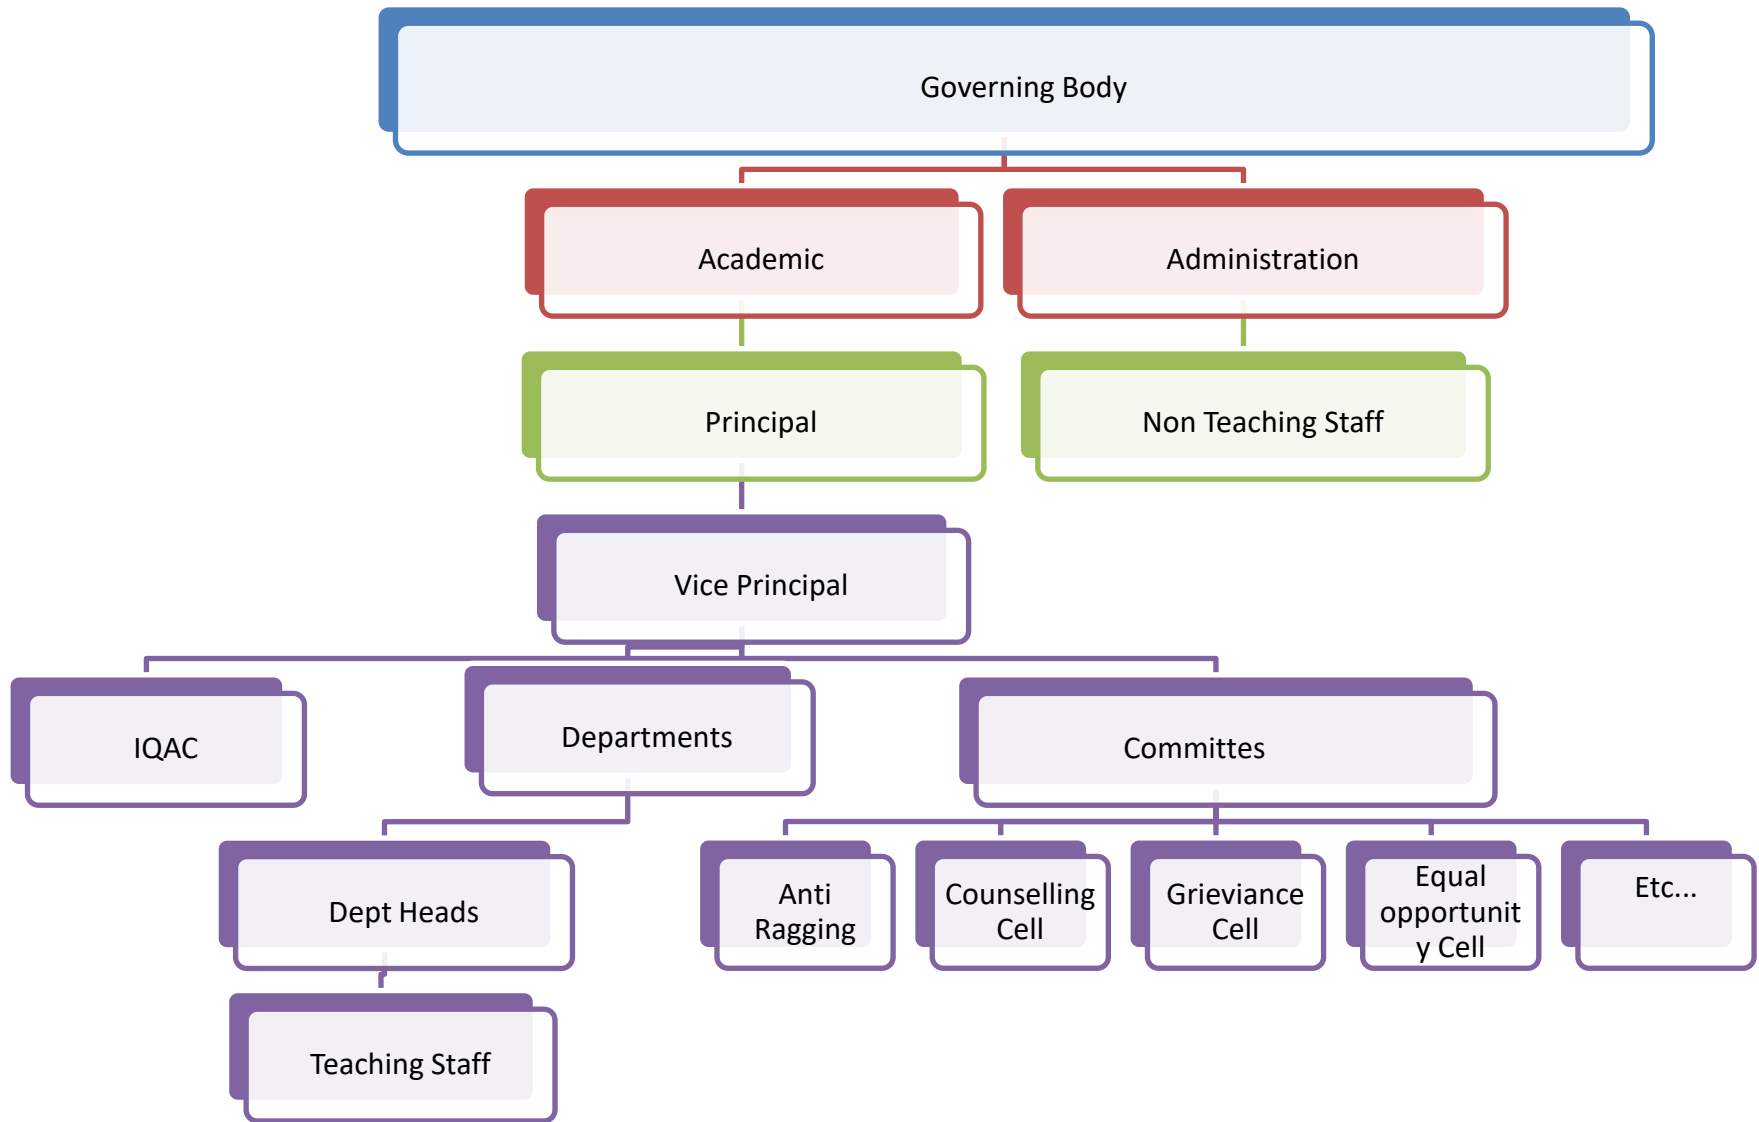 Governing Body
Academic
Administration
Principal
Non Teaching Staff
Vice Principal
IQAC
Departments
Committes
Dept Heads
Anti
Ragging
Counselling
Cell
Grieviance
Cell
Equal
opportunit
y Cell
Etc...
Teaching Staff